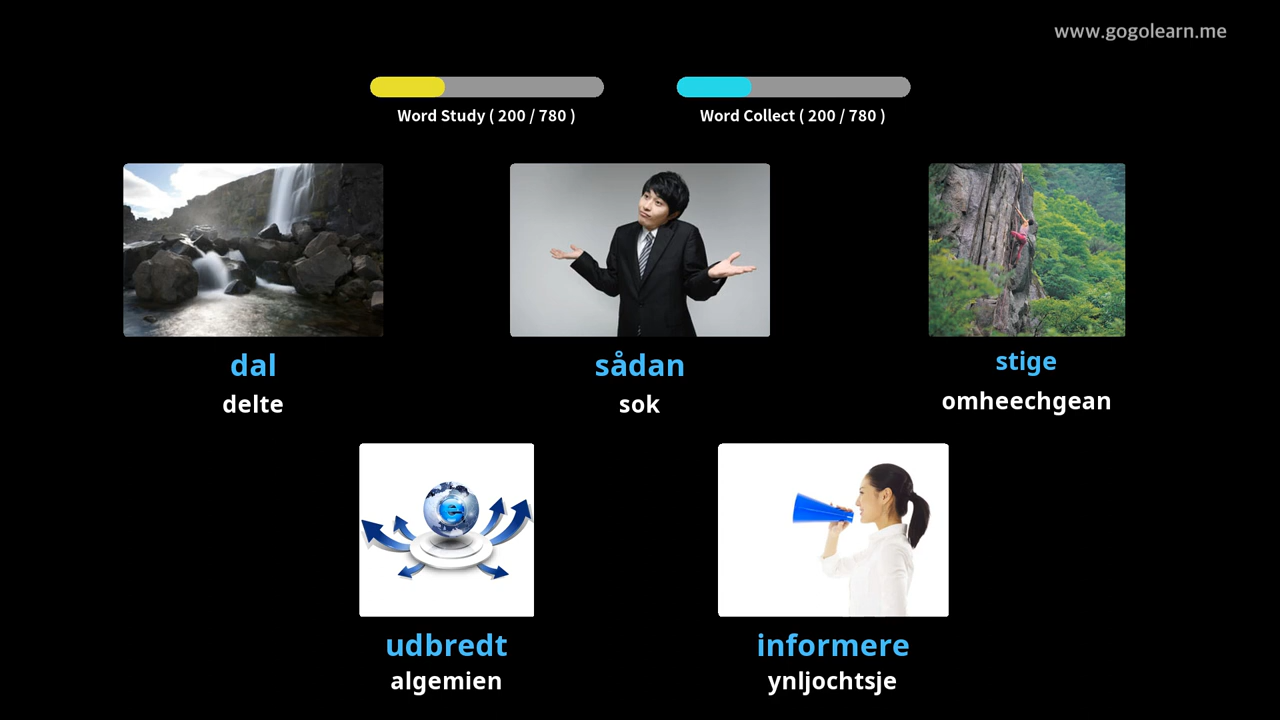 www.gogolearn.me
Word Study ( 200 / 780 )
Word Collect ( 200 / 780 )
dal
delte
sådan
sok
stige
omheechgean
e
udbredt
algemien
informere
ynljochtsje